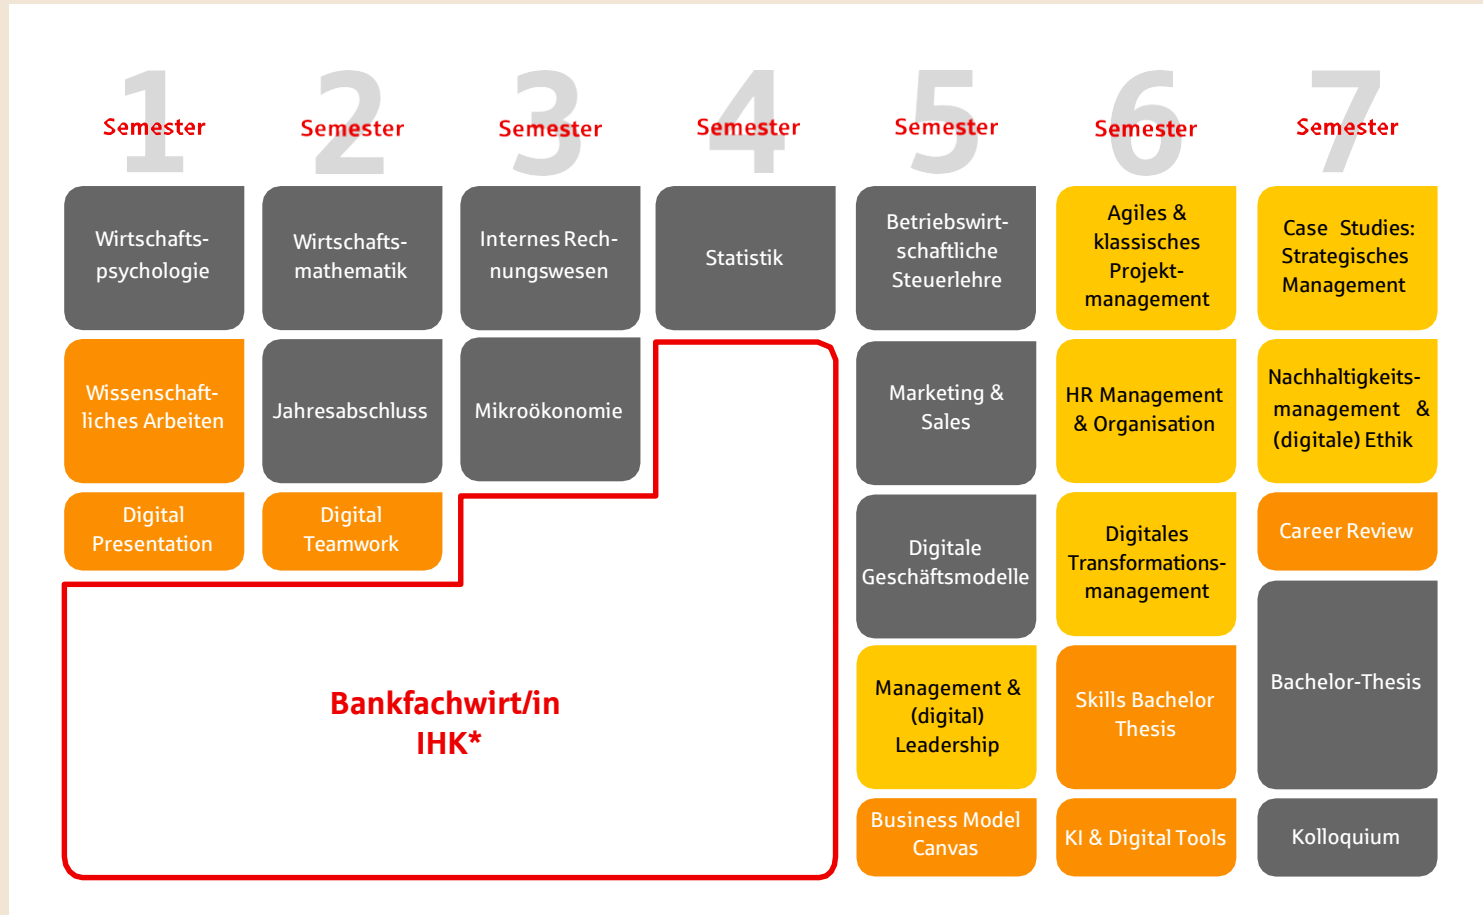 1
Semester
2
Semester
3
Semester
4
Semester
5
Semester
6
Semester
7
Semester
Wirtschafts-
psychologie
Wissenschaft-
liches Arbeiten
Digital
Presentation
Wirtschafts-
mathematik
Jahresabschluss
Digital
Teamwork
Internes Rech-
nungswesen
Mikroökonomie
Statistik
Bankfachwirt/in
IHK*
Betriebswirt-
schaftliche
Steuerlehre
Marketing &
Sales
Digitale
Geschäftsmodelle
Management &
(digital)
Leadership
Business Model
Canvas
Agiles &
klassisches
Projekt-
management
HR Management
& Organisation
Digitales
Transformations-
management
Skills Bachelor
Thesis
KI & Digital Tools
Case Studies:
Strategisches
Management
Nachhaltigkeits-
management &
(digitale) Ethik
Career Review
Bachelor-Thesis
Kolloquium